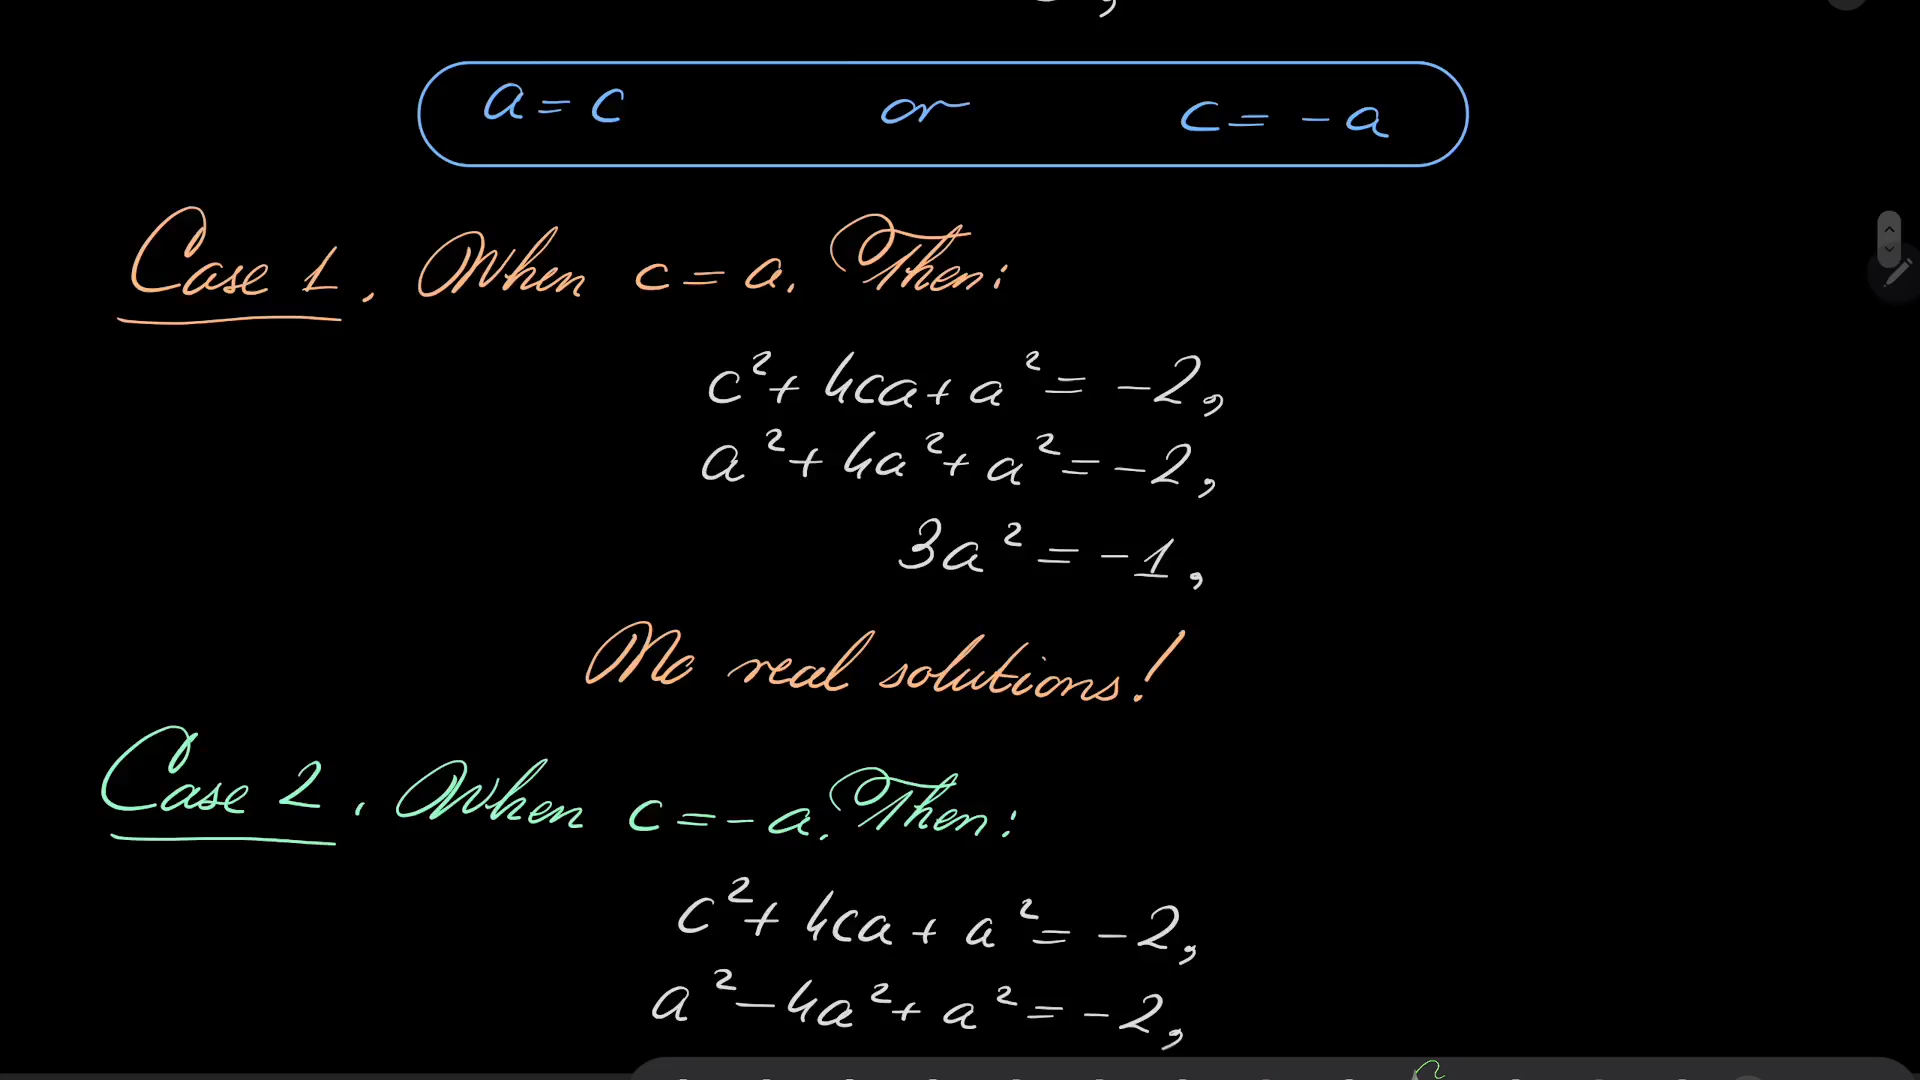 a = c or c = -a
Case 1. When c = a. Then:
c² + 4ca + a² = -2,
a² + 4a² + a² = -2,
3a² = -1,
No real solutions!
Case 2. When c = -a. Then:
c² + 4ca + a² = -2,
a² - 4a² + a² = -2,